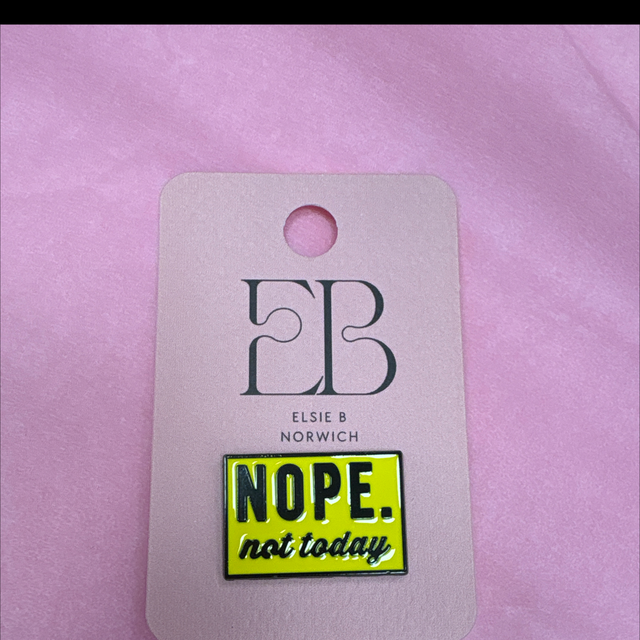 EB
ELSIE B
NORWICH
NOPE.
not today